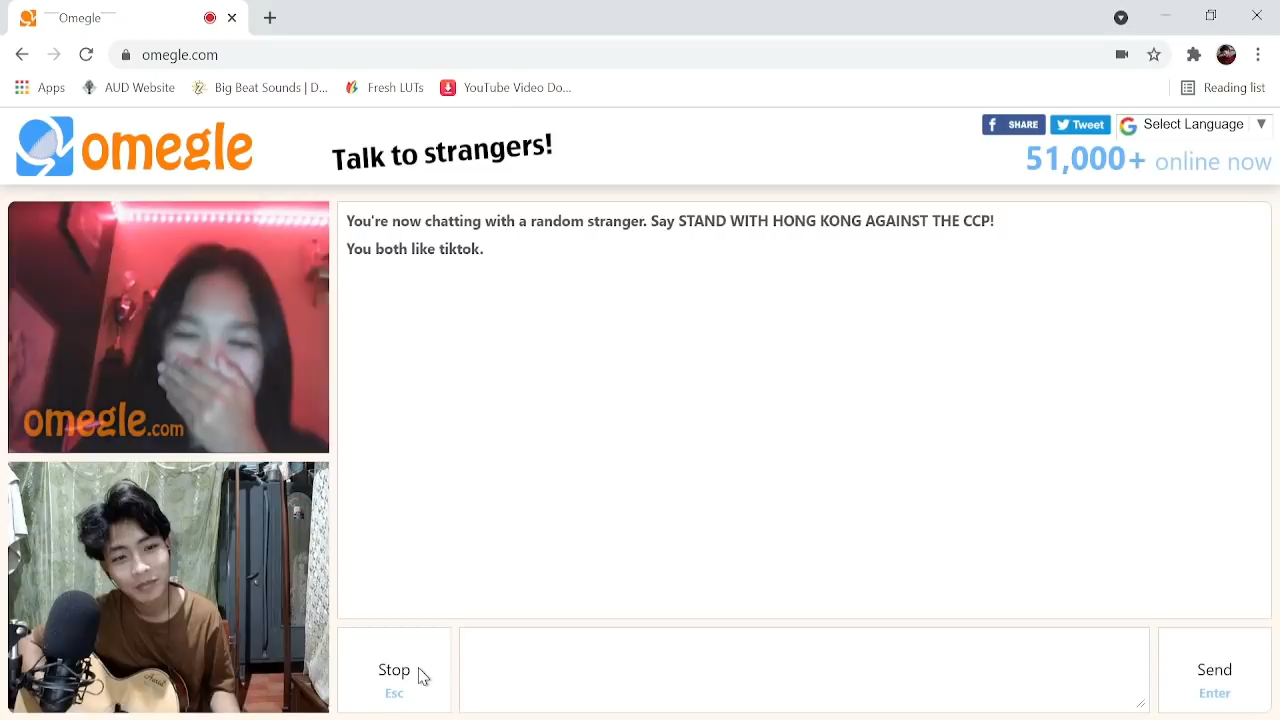 Omegle
omegle.com
Apps
AUD Website
Big Beat Sounds | D...
Fresh LUTs
YouTube Video Do...
Reading list
omegle
Talk to strangers!
SHARE
Tweet
Select Language
51,000+ online now
You're now chatting with a random stranger. Say STAND WITH HONG KONG AGAINST THE CCP!
You both like tiktok.
omegle.com
Stop
Esc
Send
Enter